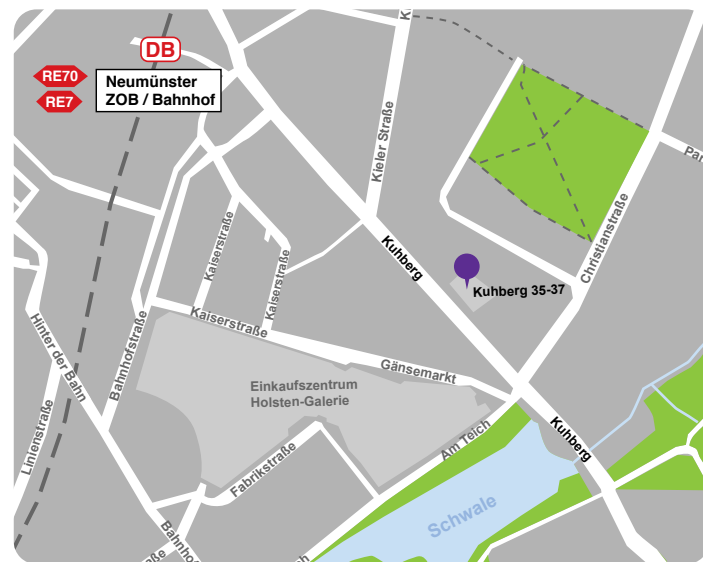 DB
RE70
RE7
Neumünster
ZOB / Bahnhof
Kieler Straße
Christianstraße
Kuhberg
Kuhberg 35-37
Kaiserstraße
Kaiserstraße
Kaiserstraße
Bahnhofstraße
Hinter der Bahn
Linienstraße
Gänsemarkt
Einkaufszentrum
Holsten-Galerie
Am Teich
Kuhberg
Fabrikstraße
Schwale